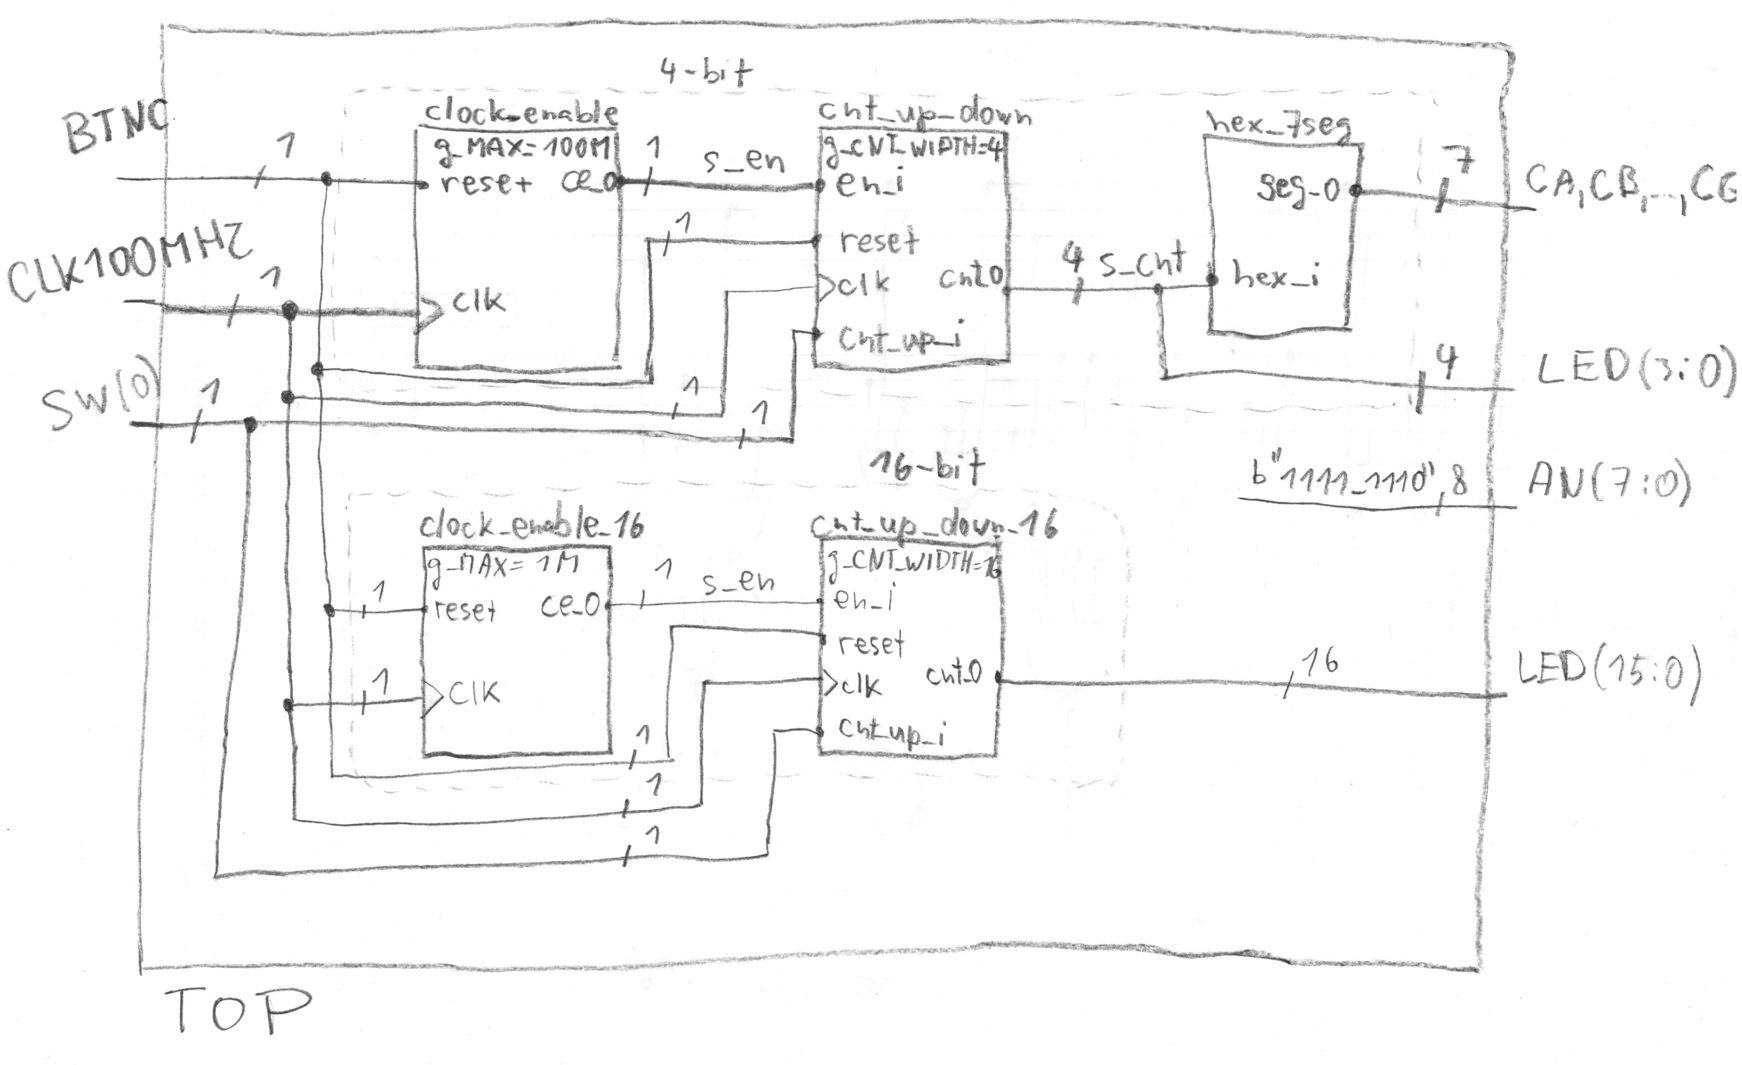 4-bit
BTNC
1
clock_enable
g_MAX=100M
reset ce_o
clk
1
s_en
cnt_up_down
g_CNT_WIDTH=4
en_i
reset
clk cnt0
cnt_up_i
hex_7seg
seg_o
hex_i
7
CA,CB,...,CG
CLK100MHZ
1
1
4 s_cnt
4
LED(3:0)
SW(0)
1
1
1
16-bit
b"1111_1110", 8
AN(7:0)
clock_enable_16
g_MAX= 1M
reset ce_o
clk
1
1
1
s_en
cnt_up_down_16
g_CNT_WIDTH=16
en_i
reset
clk cnt0
cnt_up_i
16
LED(15:0)
1
1
1
TOP